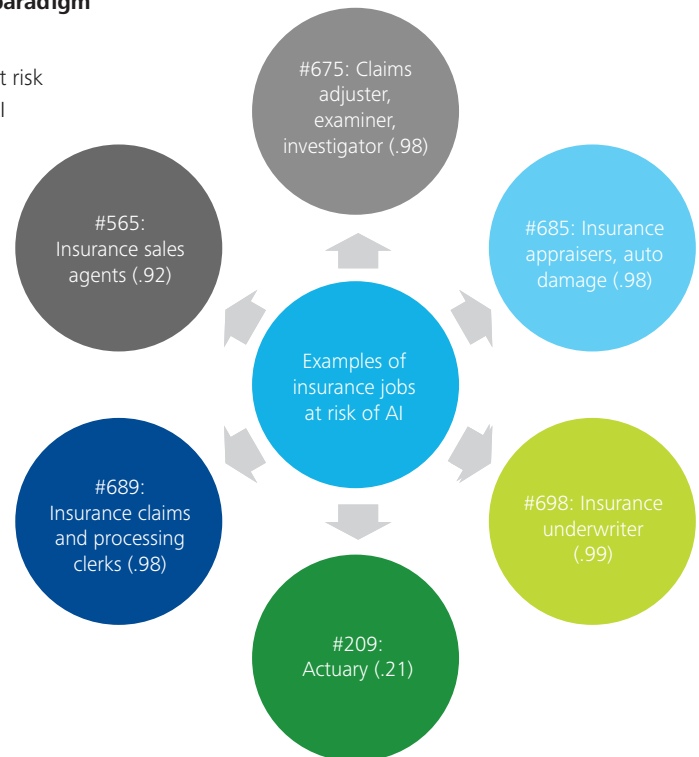 paradigm
t risk
I
#675: Claims
adjuster,
examiner,
investigator (.98)
#565:
Insurance sales
agents (.92)
#685: Insurance
appraisers, auto
damage (.98)
Examples of
insurance jobs
at risk of AI
#689:
Insurance claims
and processing
clerks (.98)
#698: Insurance
underwriter
(.99)
#209:
Actuary (.21)